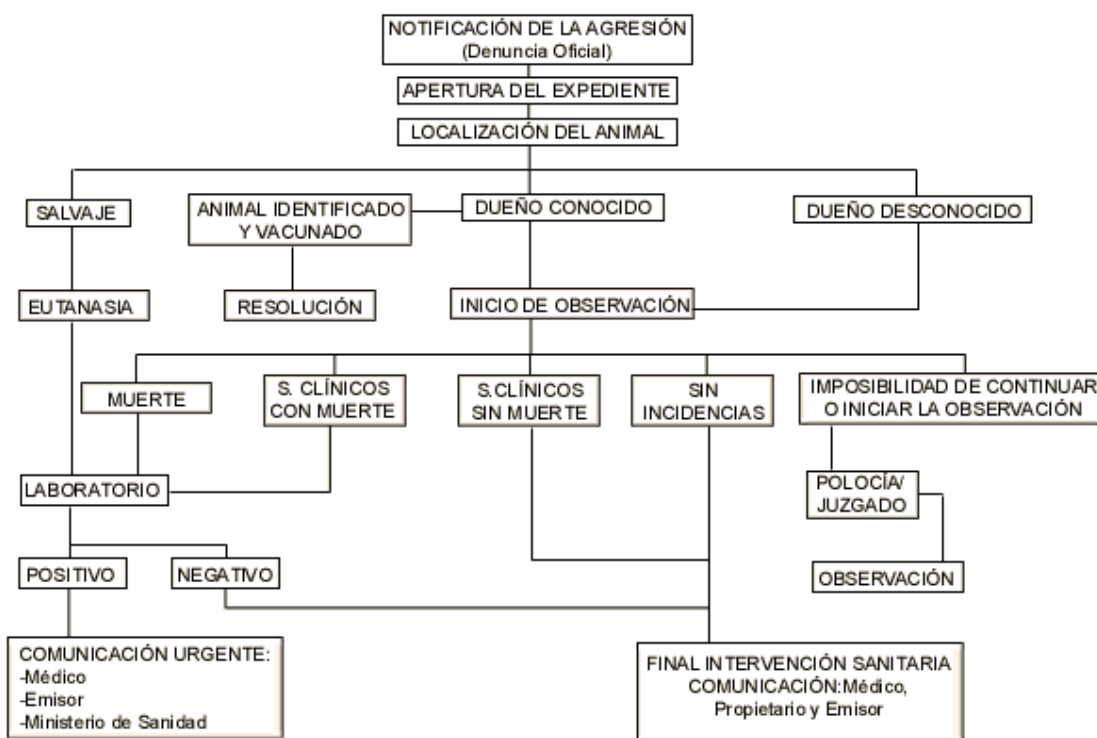 NOTIFICACIÓN DE LA AGRESIÓN
(Denuncia Oficial)
APERTURA DEL EXPEDIENTE
LOCALIZACIÓN DEL ANIMAL
SALVAJE
ANIMAL IDENTIFICADO
Y VACUNADO
DUEÑO CONOCIDO
DUEÑO DESCONOCIDO
EUTANASIA
RESOLUCIÓN
INICIO DE OBSERVACIÓN
MUERTE
S. CLÍNICOS
CON MUERTE
S.CLÍNICOS
SIN MUERTE
SIN
INCIDENCIAS
IMPOSIBILIDAD DE CONTINUAR
O INICIAR LA OBSERVACIÓN
LABORATORIO
POLOCÍA/
JUZGADO
POSITIVO
NEGATIVO
OBSERVACIÓN
COMUNICACIÓN URGENTE:
-Médico
-Emisor
-Ministerio de Sanidad
FINAL INTERVENCIÓN SANITARIA
COMUNICACIÓN:Médico,
Propietario y Emisor